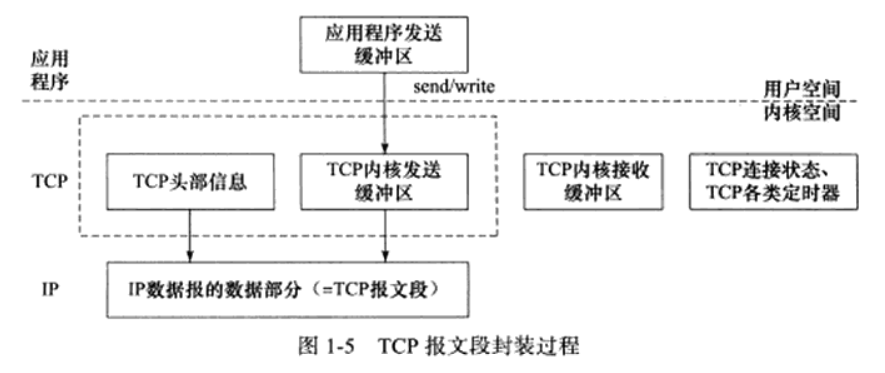 应用程序发送
缓冲区
应用
程序
send/write
用户空间
内核空间
TCP
TCP头部信息
TCP内核发送
缓冲区
TCP内核接收
缓冲区
TCP连接状态、
TCP各类定时器
IP
IP数据报的数据部分（=TCP报文段）
图 1-5 TCP 报文段封装过程